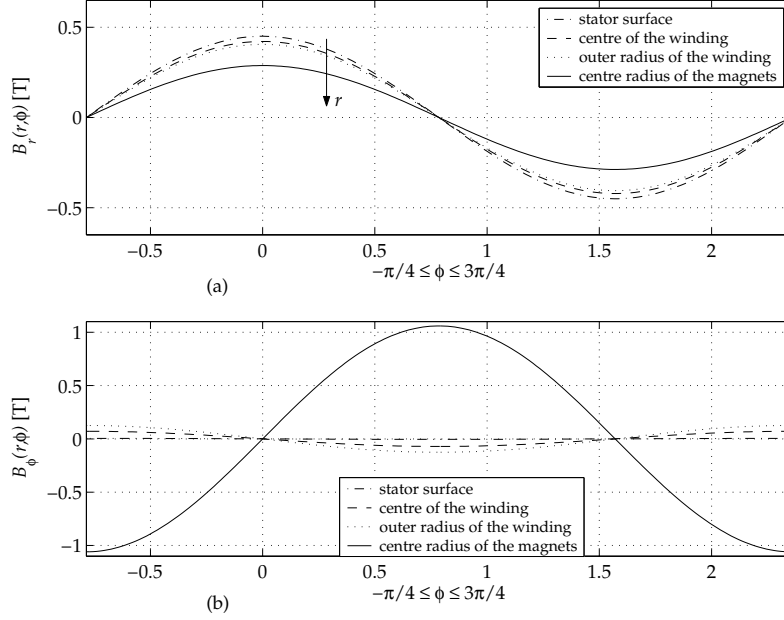 stator surface
centre of the winding
outer radius of the winding
centre radius of the magnets
0.5
0
−0.5
B_r(r,ϕ) [T]
r
−0.5 0 0.5 1 1.5 2
−π/4 ≤ ϕ ≤ 3π/4
(a)
1
0.5
0
−0.5
−1
B_ϕ(r,ϕ) [T]
stator surface
centre of the winding
outer radius of the winding
centre radius of the magnets
−0.5 0 0.5 1 1.5 2
−π/4 ≤ ϕ ≤ 3π/4
(b)